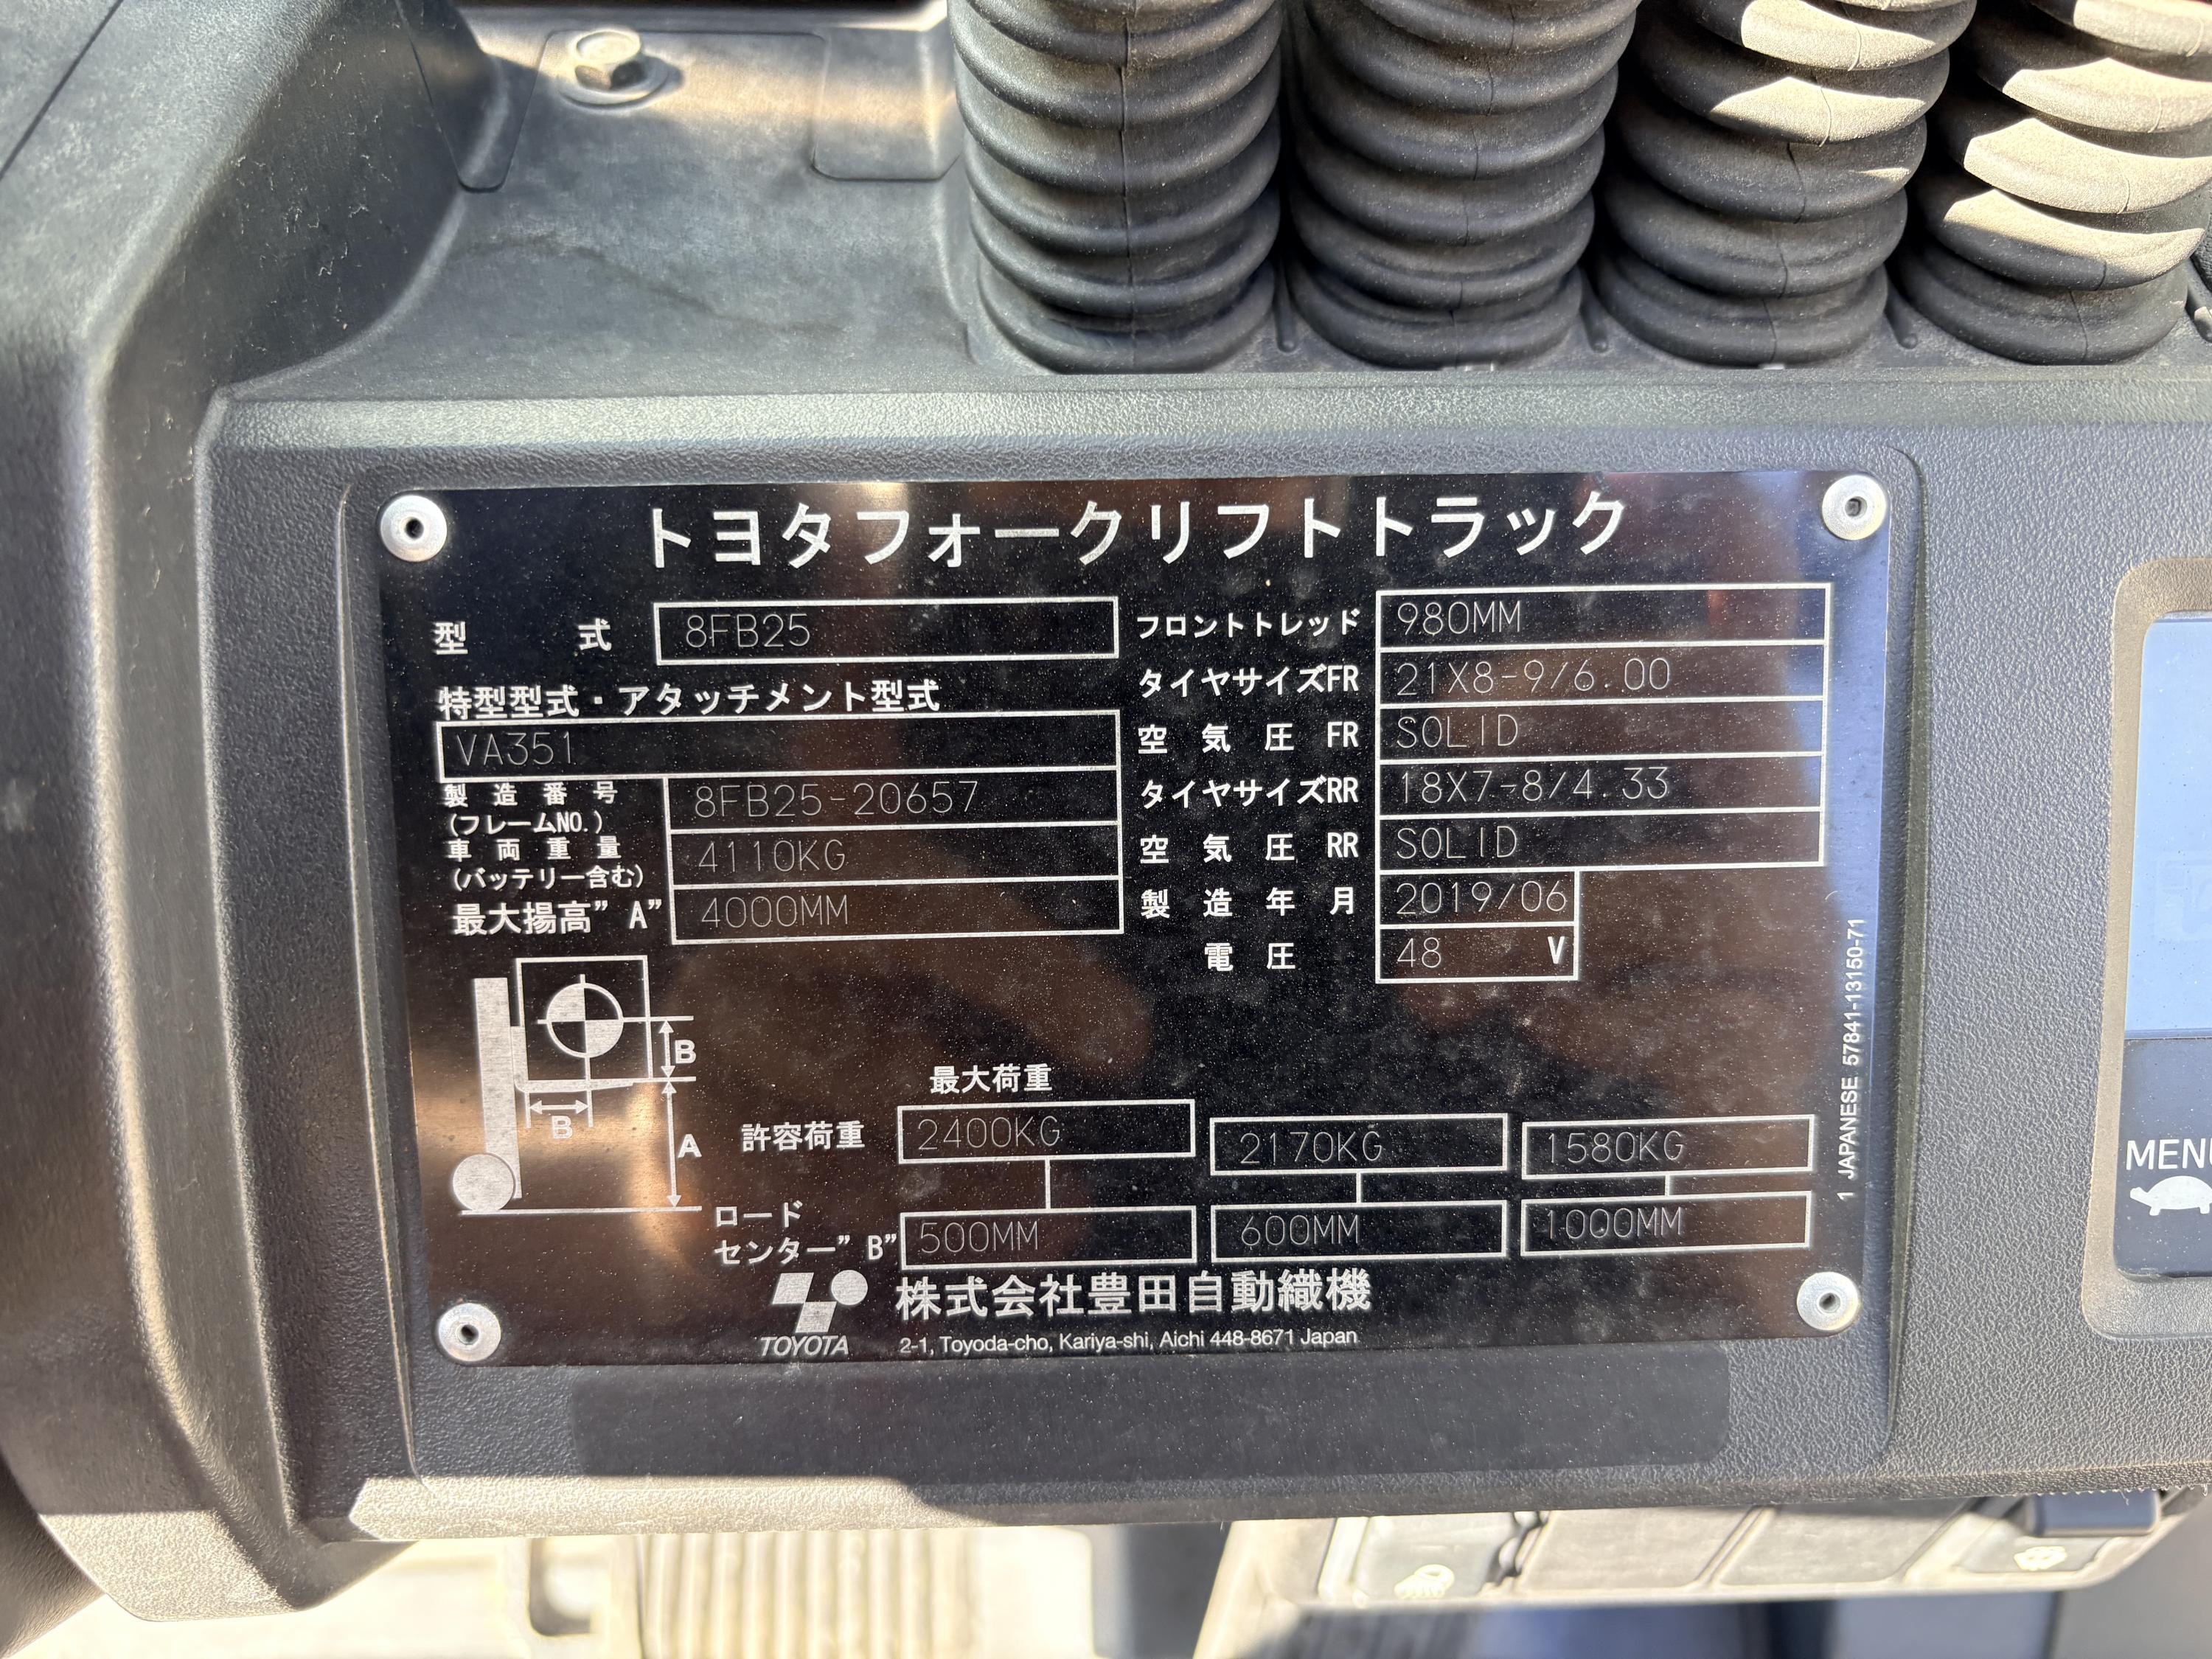 トヨタフォークリフトトラック
型 式 8FB25
特型型式・アタッチメント型式
VA351
製造番号 8FB25-20657
(フレームNO.)
車両重量 4110KG
(バッテリー含む)
最大揚高"A" 4000MM
フロントトレッド 980MM
タイヤサイズFR 21X8-9/6.00
空気圧 FR SOLID
タイヤサイズRR 18X7-8/4.33
空気圧 RR SOLID
製造年月 2019/06
電圧 48 V
B
B
A
最大荷重
許容荷重 2400KG 2170KG 1580KG
ロード
センター"B" 500MM 600MM 1000MM
TOYOTA
株式会社豊田自動織機
2-1, Toyoda-cho, Kariya-shi, Aichi 448-8671 Japan
1 JAPANESE 57841-13150-71